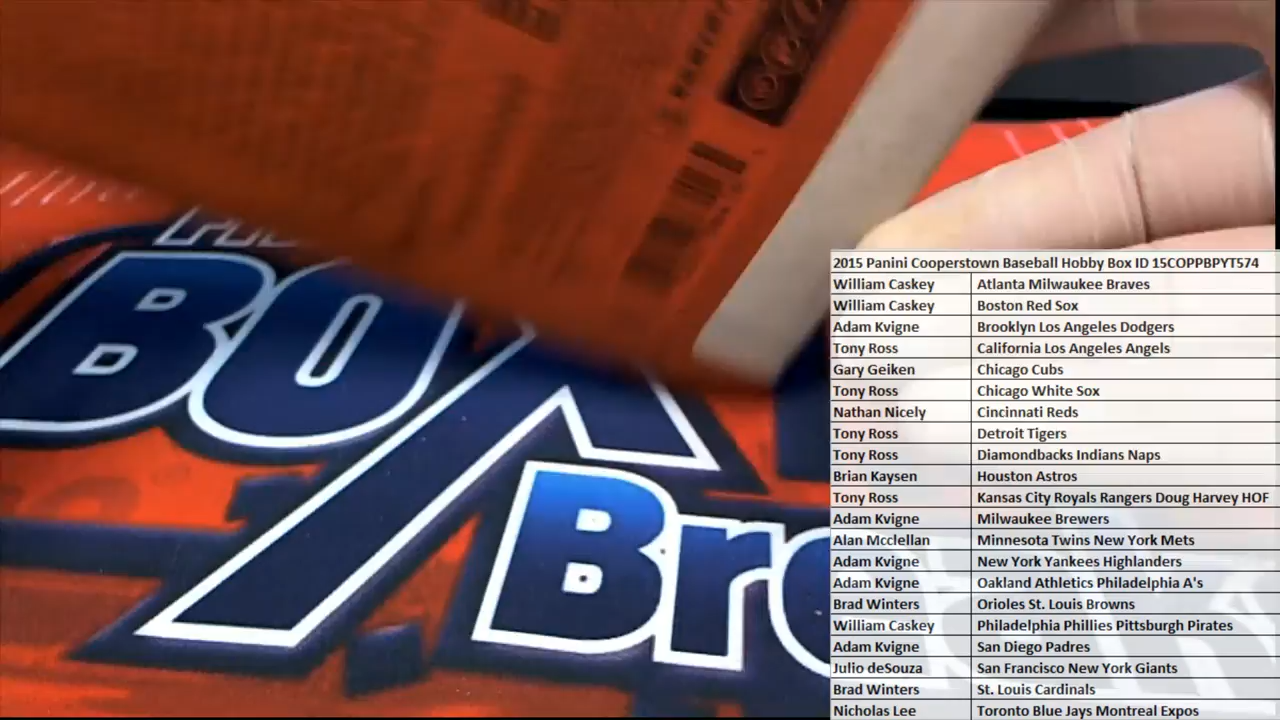 BOX
Bro
2015 Panini Cooperstown Baseball Hobby Box ID 15COPPBPYT574
William Caskey Atlanta Milwaukee Braves
William Caskey Boston Red Sox
Adam Kvigne Brooklyn Los Angeles Dodgers
Tony Ross California Los Angeles Angels
Gary Geiken Chicago Cubs
Tony Ross Chicago White Sox
Nathan Nicely Cincinnati Reds
Tony Ross Detroit Tigers
Tony Ross Diamondbacks Indians Naps
Brian Kaysen Houston Astros
Tony Ross Kansas City Royals Rangers Doug Harvey HOF
Adam Kvigne Milwaukee Brewers
Alan Mcclellan Minnesota Twins New York Mets
Adam Kvigne New York Yankees Highlanders
Adam Kvigne Oakland Athletics Philadelphia A's
Brad Winters Orioles St. Louis Browns
William Caskey Philadelphia Phillies Pittsburgh Pirates
Adam Kvigne San Diego Padres
Julio deSouza San Francisco New York Giants
Brad Winters St. Louis Cardinals
Nicholas Lee Toronto Blue Jays Montreal Expos